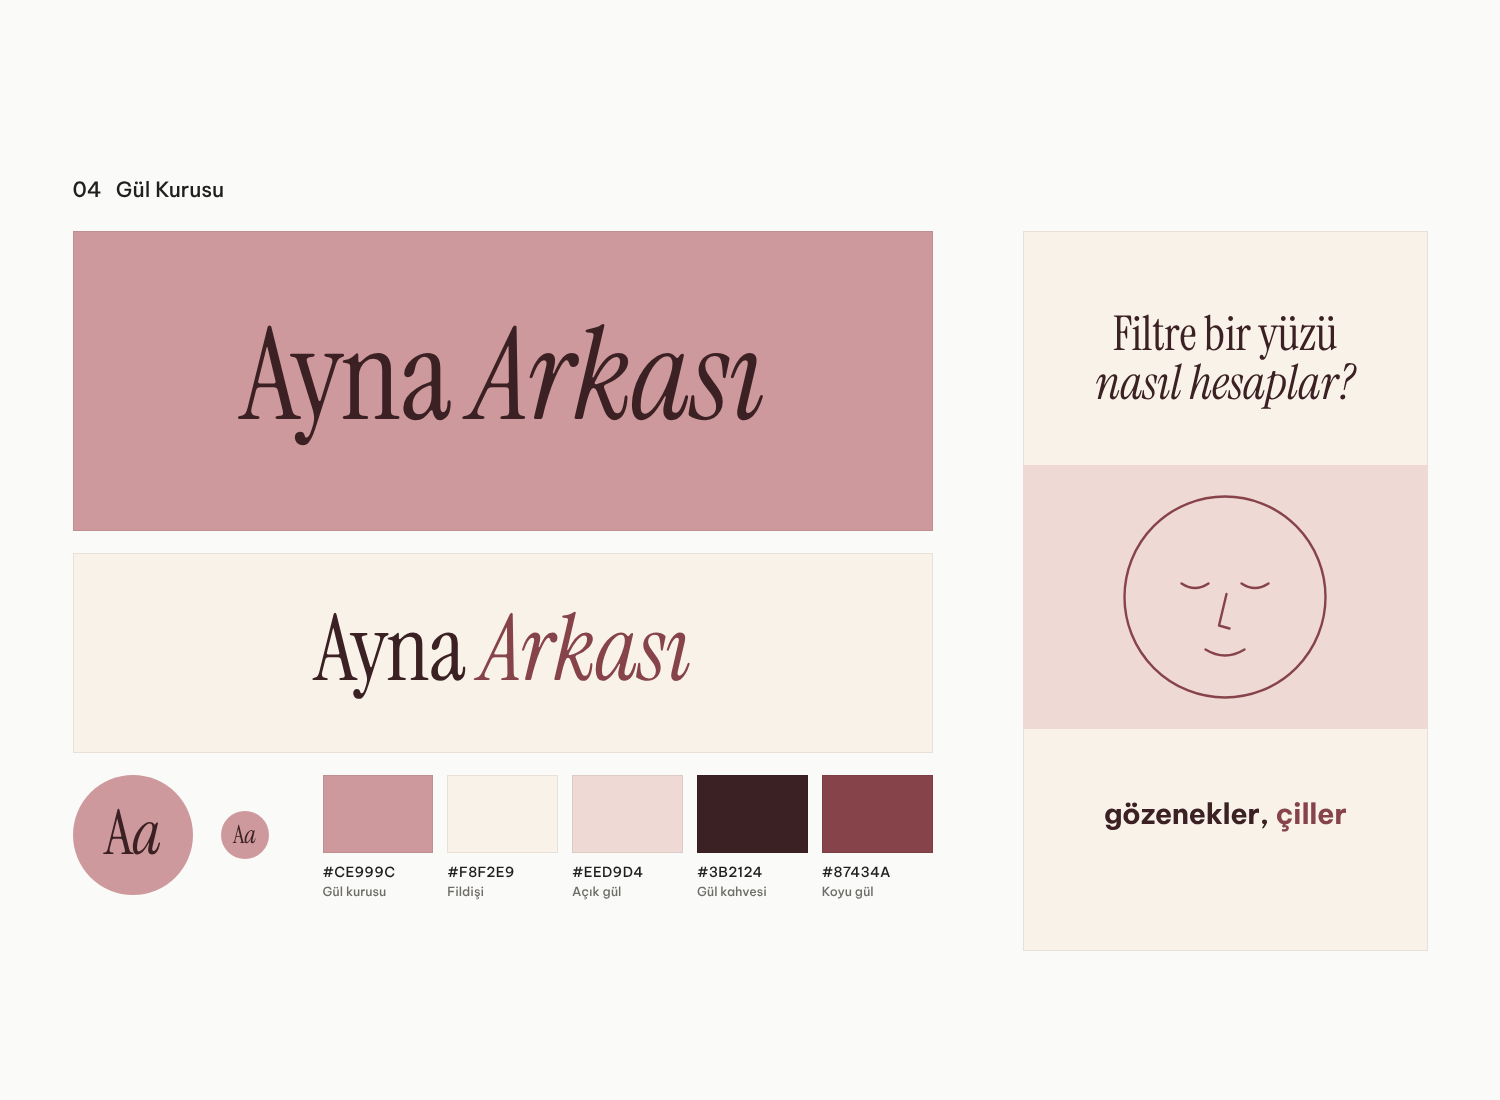 04 Gül Kurusu
Ayna Arkası
Ayna Arkası
Aa
Aa
#CE999C
Gül kurusu
#F8F2E9
Fildişi
#EED9D4
Açık gül
#3B2124
Gül kahvesi
#87434A
Koyu gül
Filtre bir yüzü
nasıl hesaplar?
gözenekler, çiller